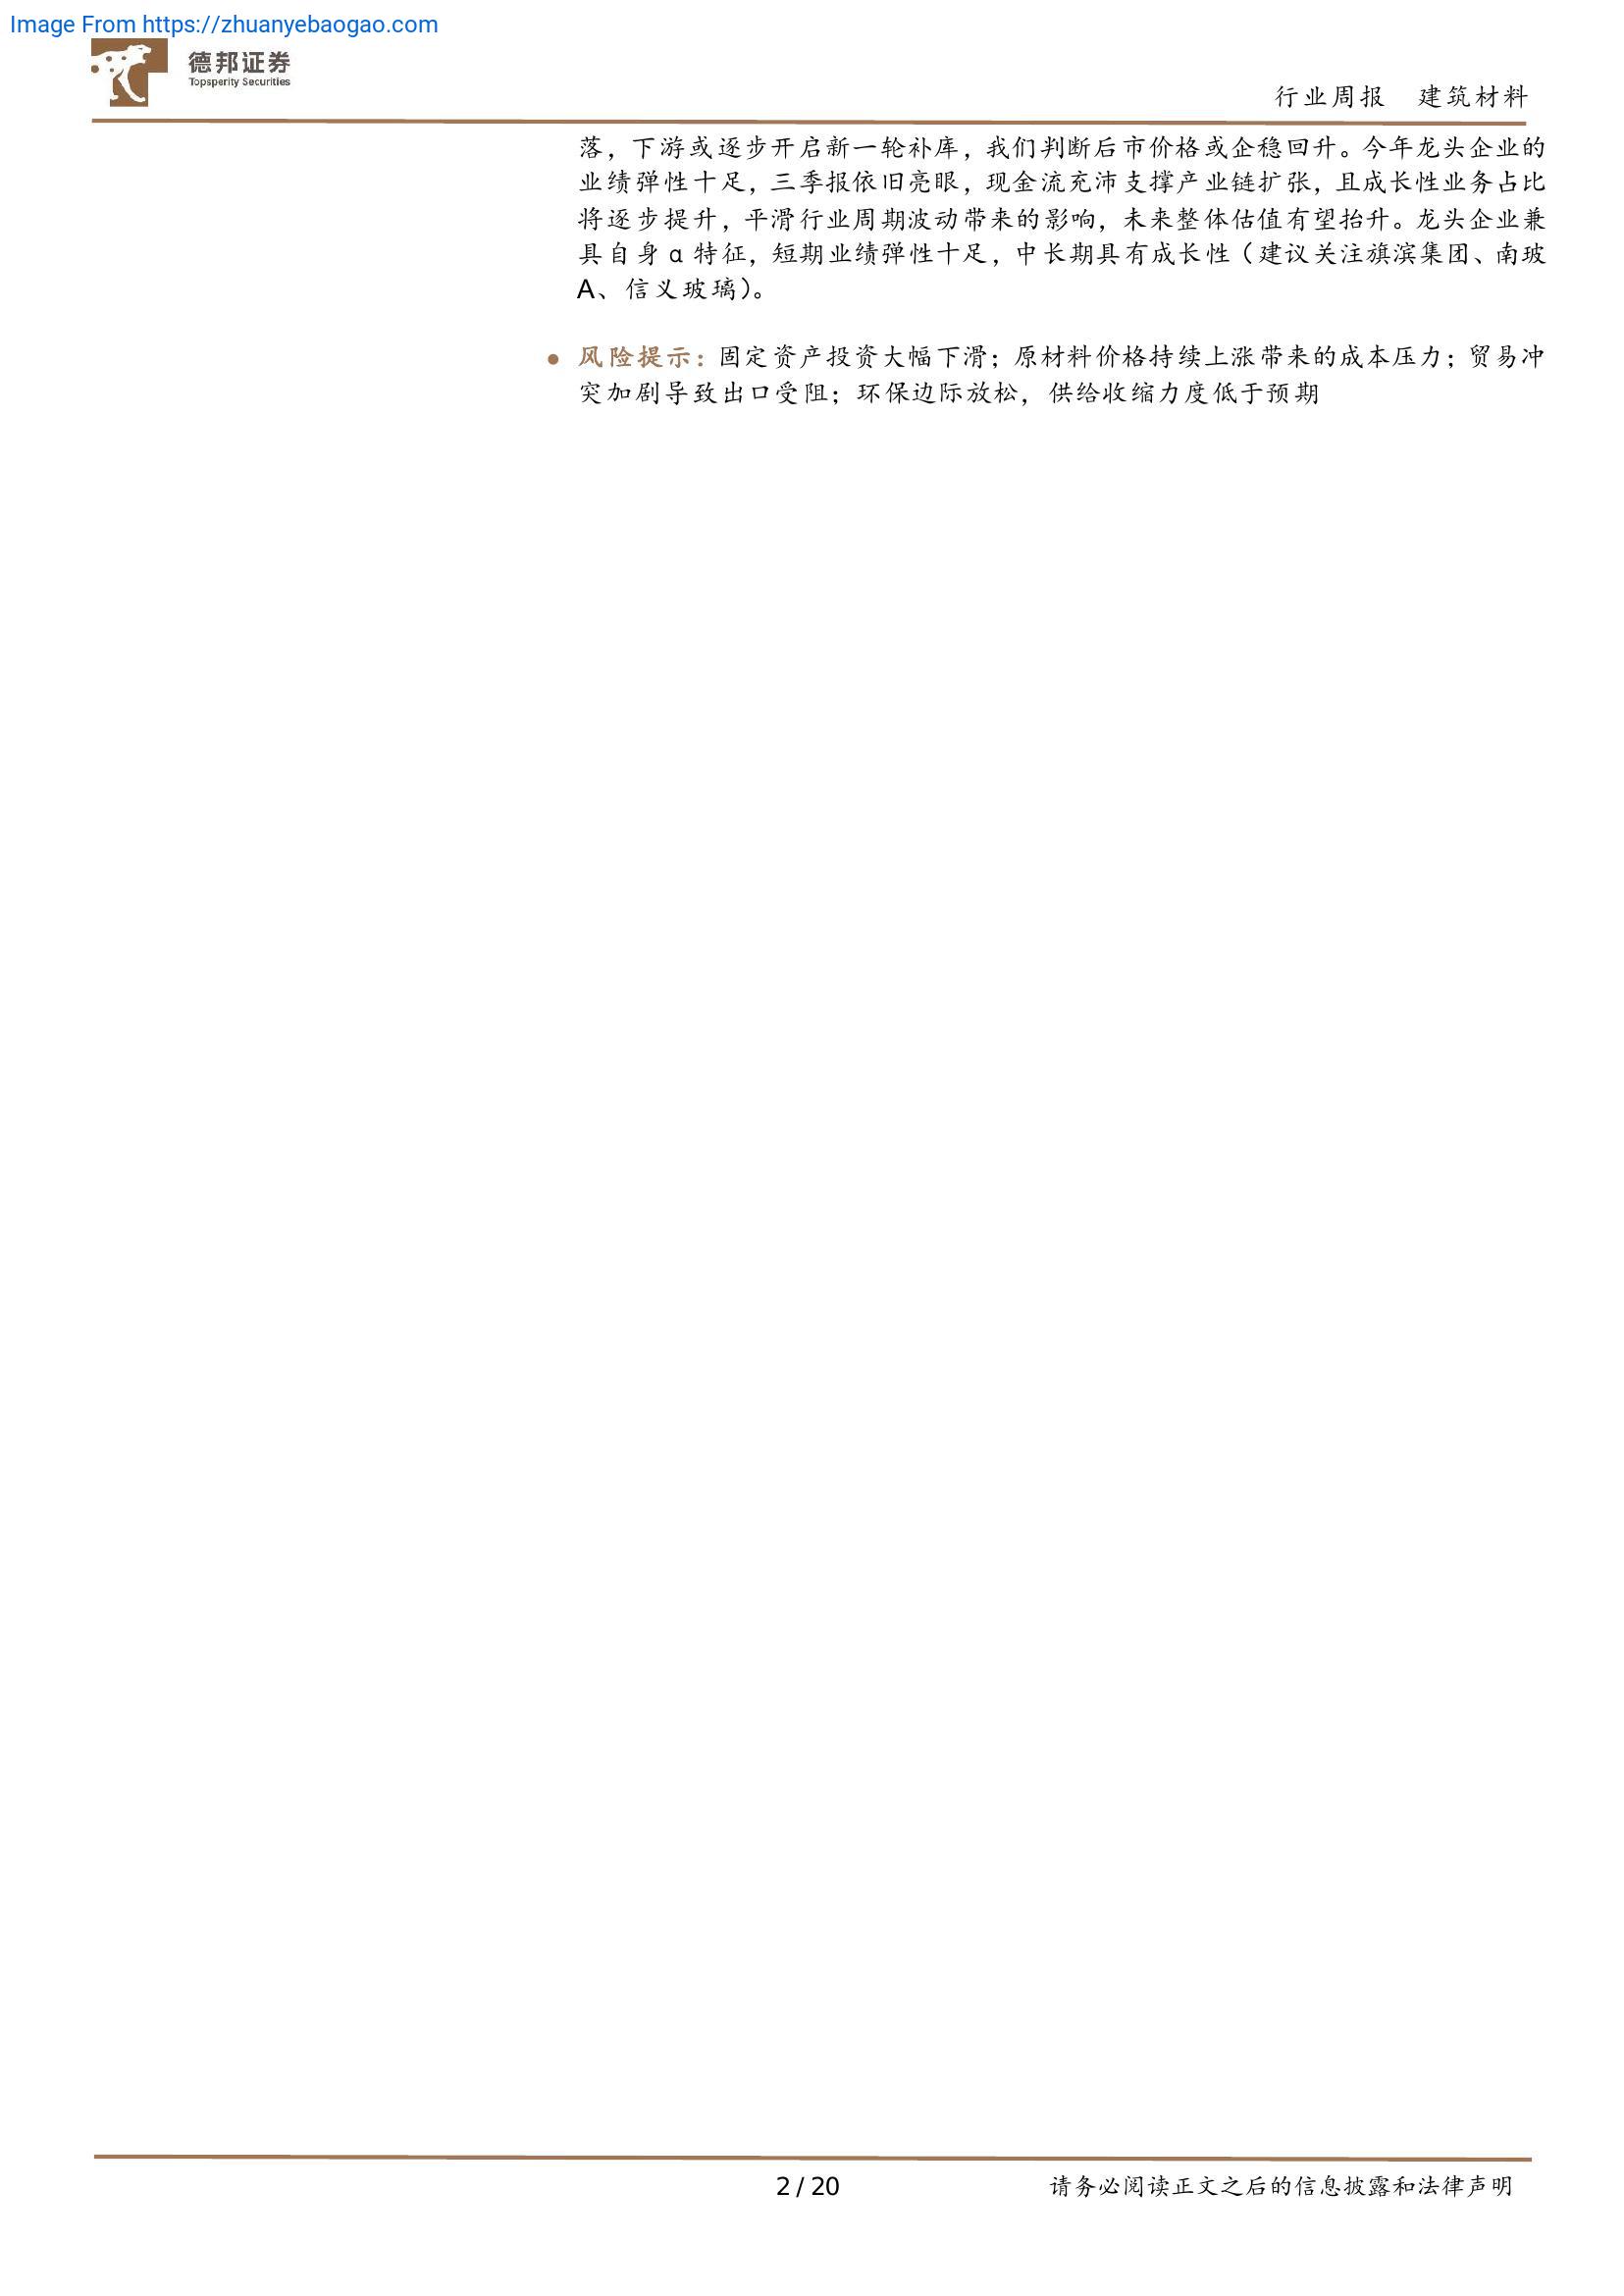 Image From https://zhuanyebaogao.com
德邦证券
Topsperity Securities
行业周报 建筑材料
落，下游或逐步开启新一轮补库，我们判断后市价格或企稳回升。今年龙头企业的
业绩弹性十足，三季报依旧亮眼，现金流充沛支撑产业链扩张，且成长性业务占比
将逐步提升，平滑行业周期波动带来的影响，未来整体估值有望抬升。龙头企业兼
具自身 α 特征，短期业绩弹性十足，中长期具有成长性（建议关注旗滨集团、南玻
A、信义玻璃）。
● 风险提示：固定资产投资大幅下滑；原材料价格持续上涨带来的成本压力；贸易冲
突加剧导致出口受阻；环保边际放松，供给收缩力度低于预期
2 / 20
请务必阅读正文之后的信息披露和法律声明